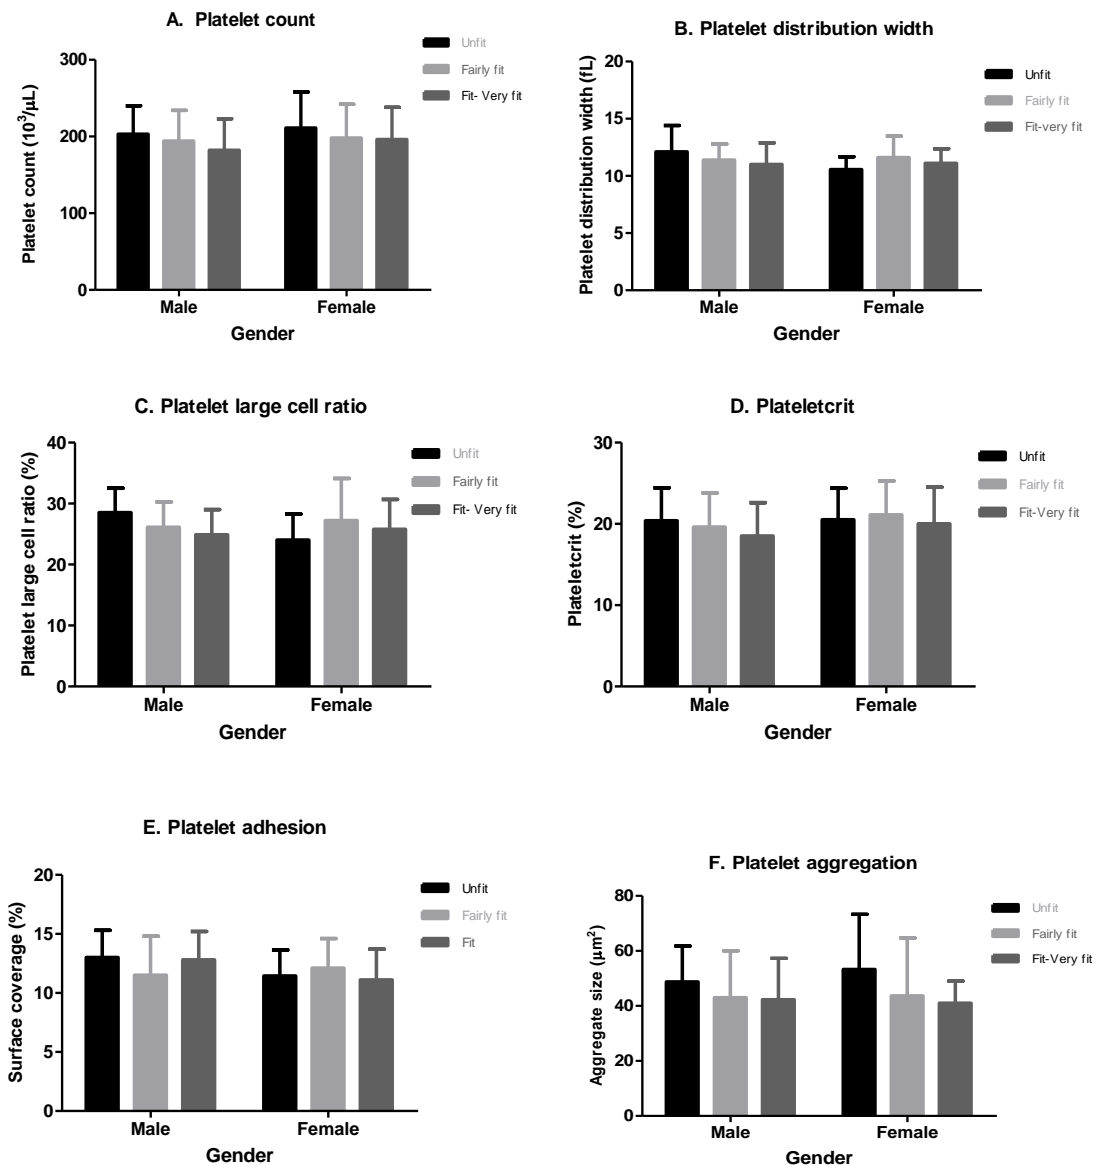 A. Platelet count
Unfit
Fairly fit
Fit- Very fit
Platelet count (10³/µL)
300
200
100
0
Male
Female
Gender
B. Platelet distribution width
Unfit
Fairly fit
Fit-very fit
Platelet distribution width (fL)
20
15
10
5
0
Male
Female
Gender
C. Platelet large cell ratio
Unfit
Fairly fit
Fit- Very fit
Platelet large cell ratio (%)
40
30
20
10
0
Male
Female
Gender
D. Plateletcrit
Unfit
Fairly fit
Fit-Very fit
Plateletcrit (%)
30
20
10
0
Male
Female
Gender
E. Platelet adhesion
Unfit
Fairly fit
Fit
Surface coverage (%)
20
15
10
5
0
Male
Female
Gender
F. Platelet aggregation
Unfit
Fairly fit
Fit-Very fit
Aggregate size (µm²)
80
60
40
20
0
Male
Female
Gender